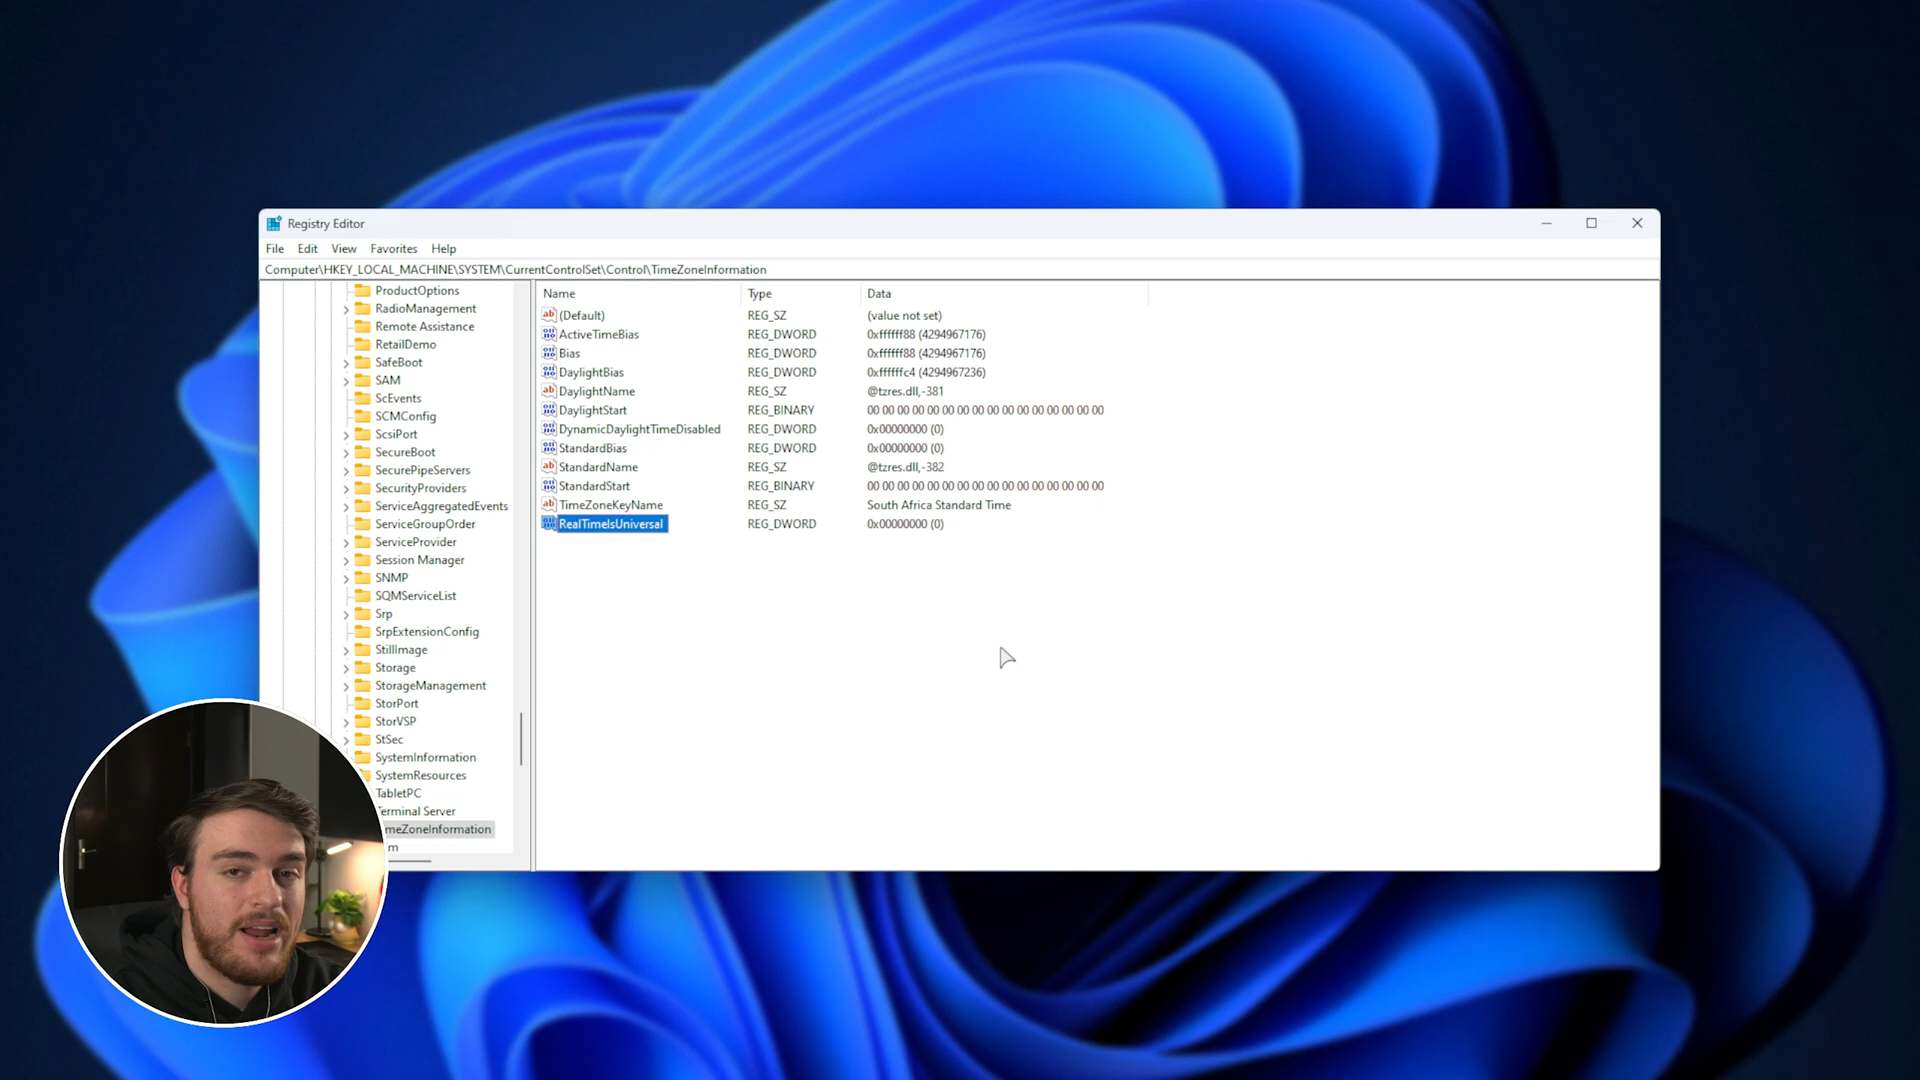 Registry Editor
File Edit View Favorites Help
Computer\HKEY_LOCAL_MACHINE\SYSTEM\CurrentControlSet\Control\TimeZoneInformation
ProductOptions
RadioManagement
Remote Assistance
RetailDemo
SafeBoot
SAM
ScEvents
SCMConfig
ScsiPort
SecureBoot
SecurePipeServers
SecurityProviders
ServiceAggregatedEvents
ServiceGroupOrder
ServiceProvider
Session Manager
SNMP
SQMServiceList
Srp
SrpExtensionConfig
StillImage
Storage
StorageManagement
StorPort
StorVSP
StSec
SystemInformation
SystemResources
TabletPC
Terminal Server
imeZoneInformation
m
Name Type Data
(Default) REG_SZ (value not set)
ActiveTimeBias REG_DWORD 0xffffff88 (4294967176)
Bias REG_DWORD 0xffffff88 (4294967176)
DaylightBias REG_DWORD 0xffffffc4 (4294967236)
DaylightName REG_SZ @tzres.dll,-381
DaylightStart REG_BINARY 00 00 00 00 00 00 00 00 00 00 00 00 00 00 00 00
DynamicDaylightTimeDisabled REG_DWORD 0x00000000 (0)
StandardBias REG_DWORD 0x00000000 (0)
StandardName REG_SZ @tzres.dll,-382
StandardStart REG_BINARY 00 00 00 00 00 00 00 00 00 00 00 00 00 00 00 00
TimeZoneKeyName REG_SZ South Africa Standard Time
RealTimeIsUniversal REG_DWORD 0x00000000 (0)